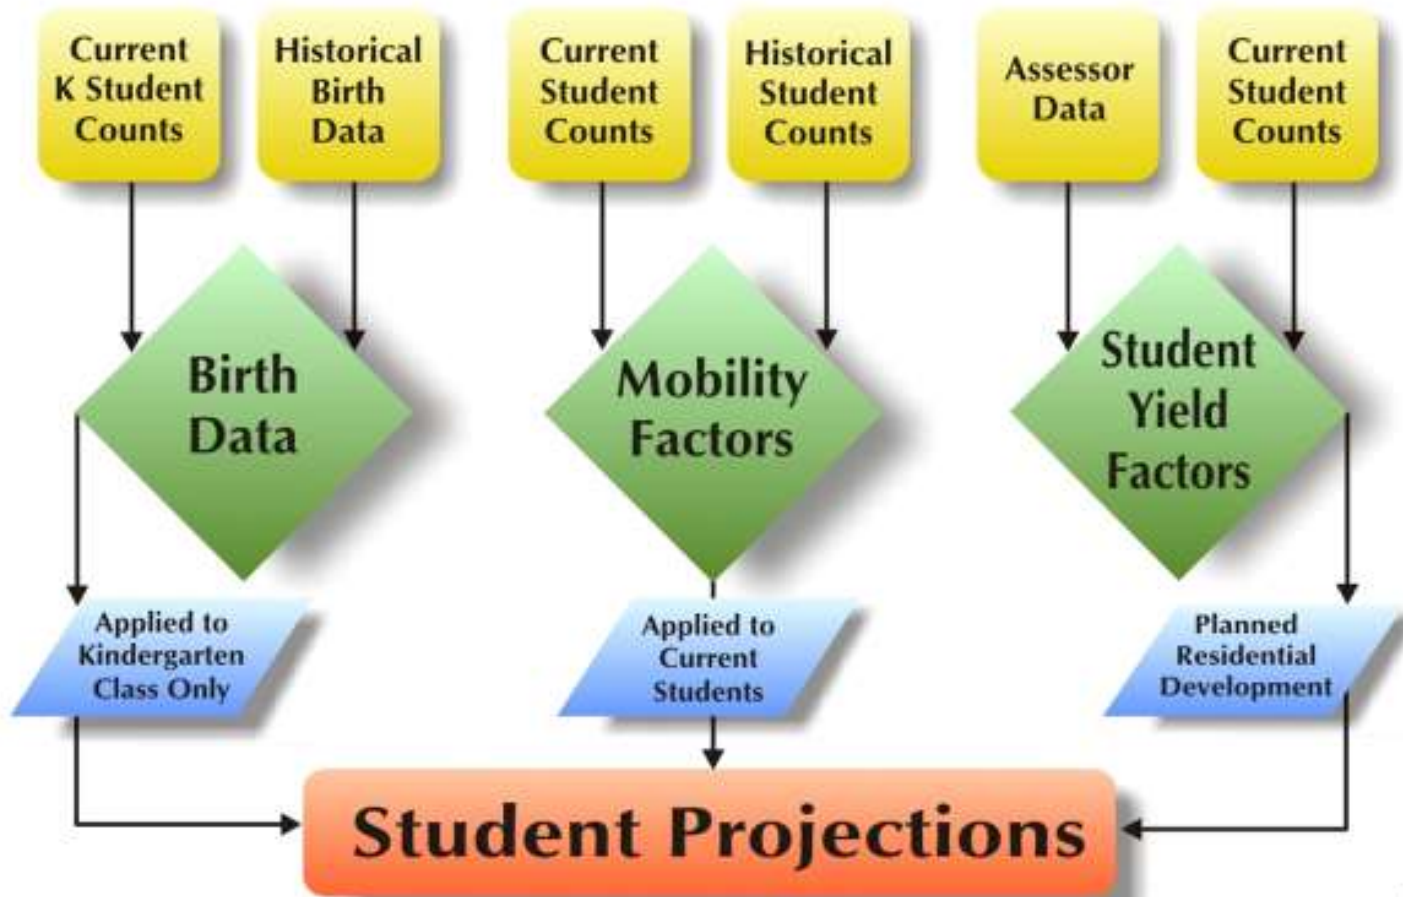 Current
K Student
Counts
Historical
Birth
Data
Current
Student
Counts
Historical
Student
Counts
Assessor
Data
Current
Student
Counts
Birth
Data
Mobility
Factors
Student
Yield
Factors
Applied to
Kindergarten
Class Only
Applied to
Current
Students
Planned
Residential
Development
Student Projections